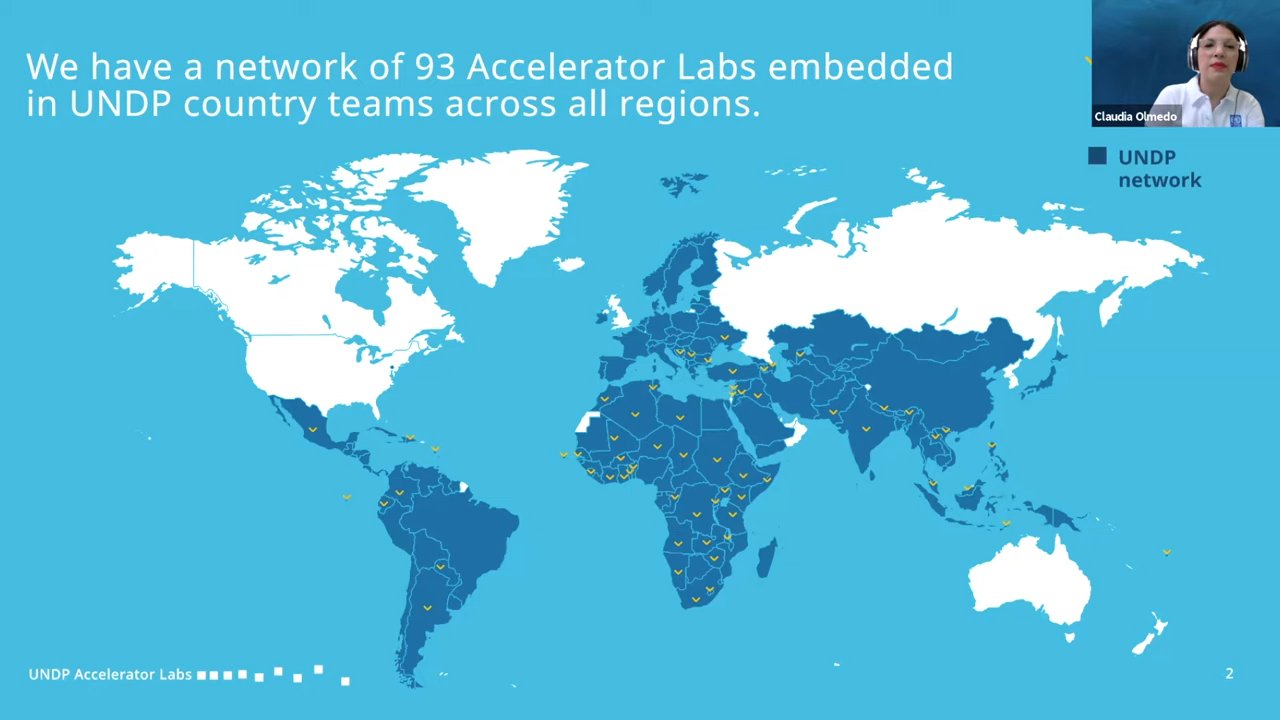 We have a network of 93 Accelerator Labs embedded
in UNDP country teams across all regions.
Claudia Olmedo
UNDP
network
UNDP Accelerator Labs
2